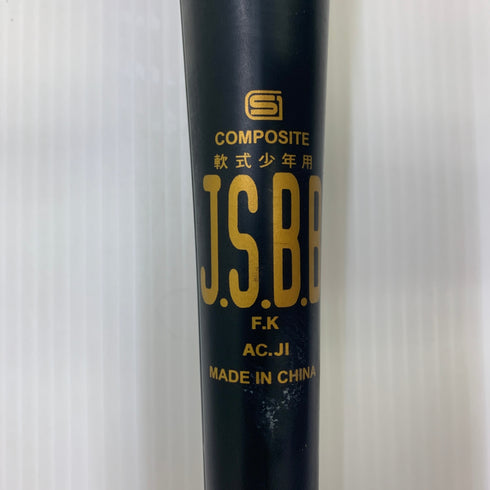 COMPOSITE
軟式少年用
J.S.B.B
F.K
AC.JI
MADE IN CHINA